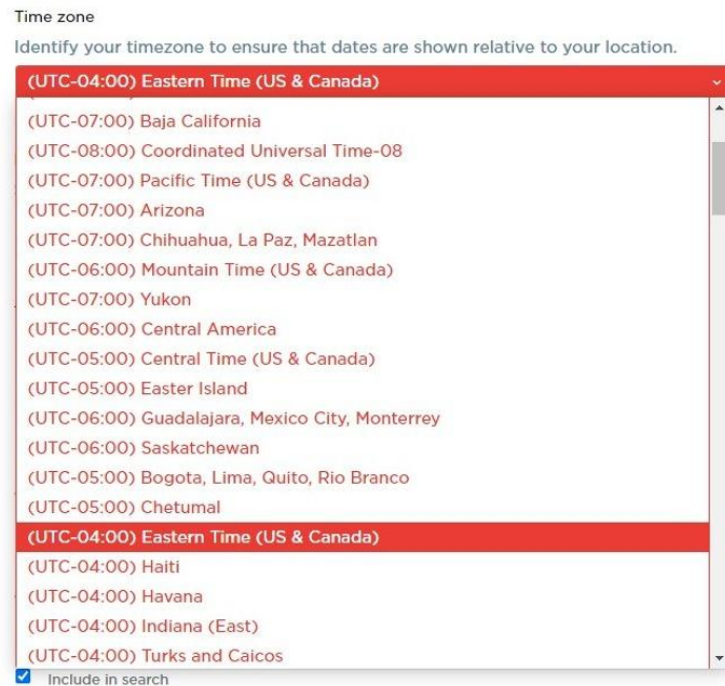 Time zone
Identify your timezone to ensure that dates are shown relative to your location.
(UTC-04:00) Eastern Time (US & Canada)
(UTC-07:00) Baja California
(UTC-08:00) Coordinated Universal Time-08
(UTC-07:00) Pacific Time (US & Canada)
(UTC-07:00) Arizona
(UTC-07:00) Chihuahua, La Paz, Mazatlan
(UTC-06:00) Mountain Time (US & Canada)
(UTC-07:00) Yukon
(UTC-06:00) Central America
(UTC-05:00) Central Time (US & Canada)
(UTC-05:00) Easter Island
(UTC-06:00) Guadalajara, Mexico City, Monterrey
(UTC-06:00) Saskatchewan
(UTC-05:00) Bogota, Lima, Quito, Rio Branco
(UTC-05:00) Chetumal
(UTC-04:00) Eastern Time (US & Canada)
(UTC-04:00) Haiti
(UTC-04:00) Havana
(UTC-04:00) Indiana (East)
(UTC-04:00) Turks and Caicos
Include in search